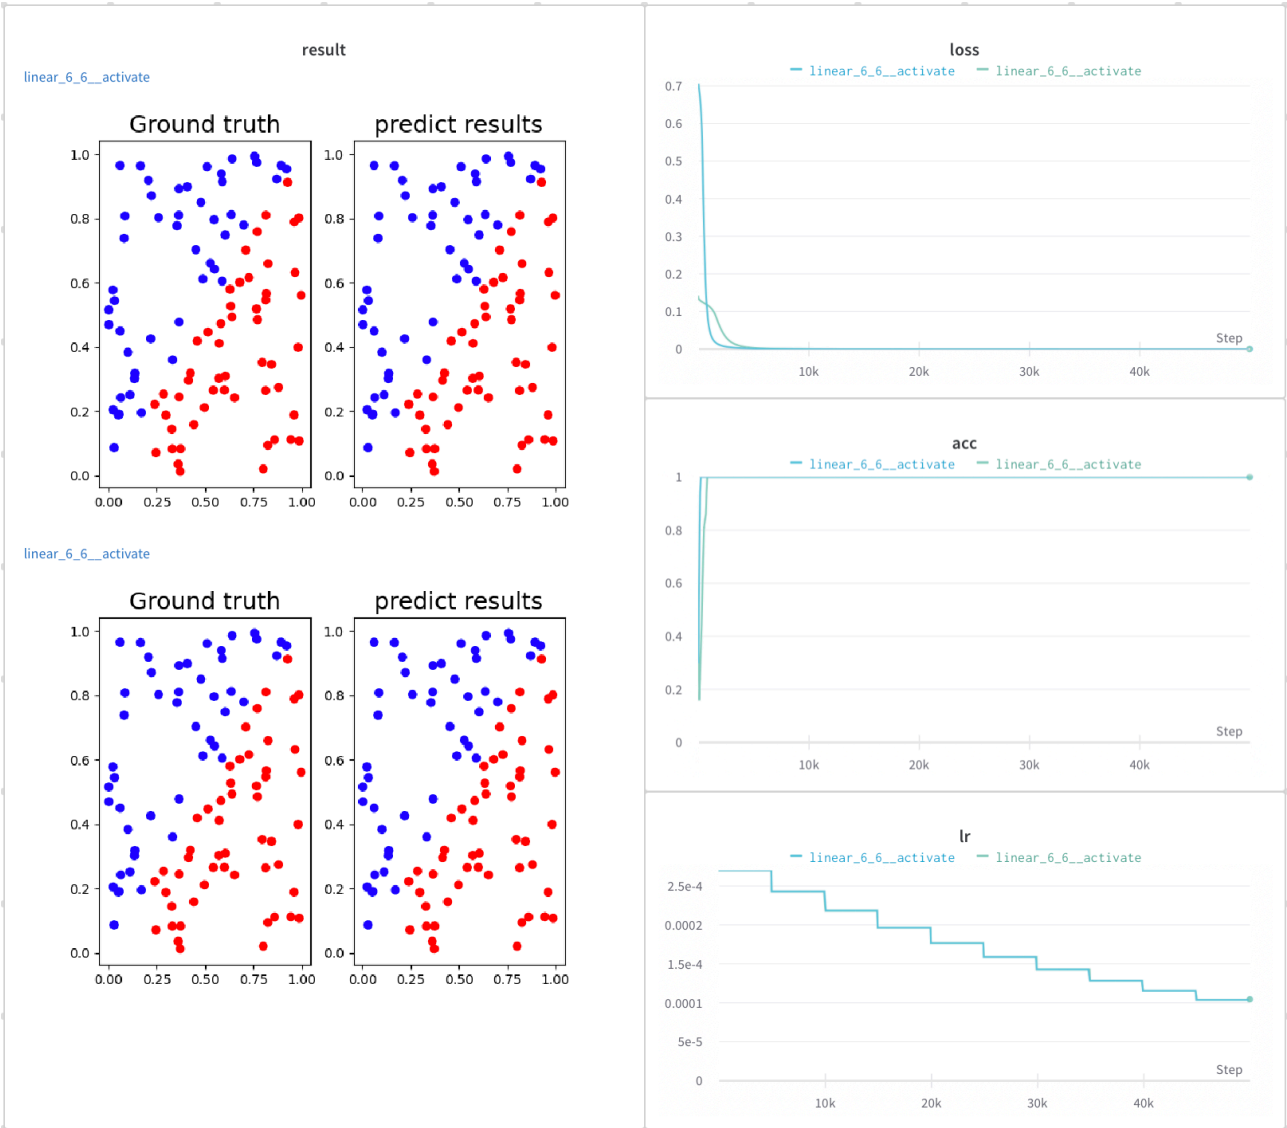 result
linear_6_6__activate
Ground truth
predict results
1.0
0.8
0.6
0.4
0.2
0.0
0.00 0.25 0.50 0.75 1.00
1.0
0.8
0.6
0.4
0.2
0.0
0.00 0.25 0.50 0.75 1.00
linear_6_6__activate
Ground truth
predict results
1.0
0.8
0.6
0.4
0.2
0.0
0.00 0.25 0.50 0.75 1.00
1.0
0.8
0.6
0.4
0.2
0.0
0.00 0.25 0.50 0.75 1.00
loss
linear_6_6__activate linear_6_6__activate
0.7
0.6
0.5
0.4
0.3
0.2
0.1
0
Step
10k 20k 30k 40k
acc
linear_6_6__activate linear_6_6__activate
1
0.8
0.6
0.4
0.2
0
Step
10k 20k 30k 40k
lr
linear_6_6__activate linear_6_6__activate
2.5e-4
0.0002
1.5e-4
0.0001
5e-5
0
Step
10k 20k 30k 40k